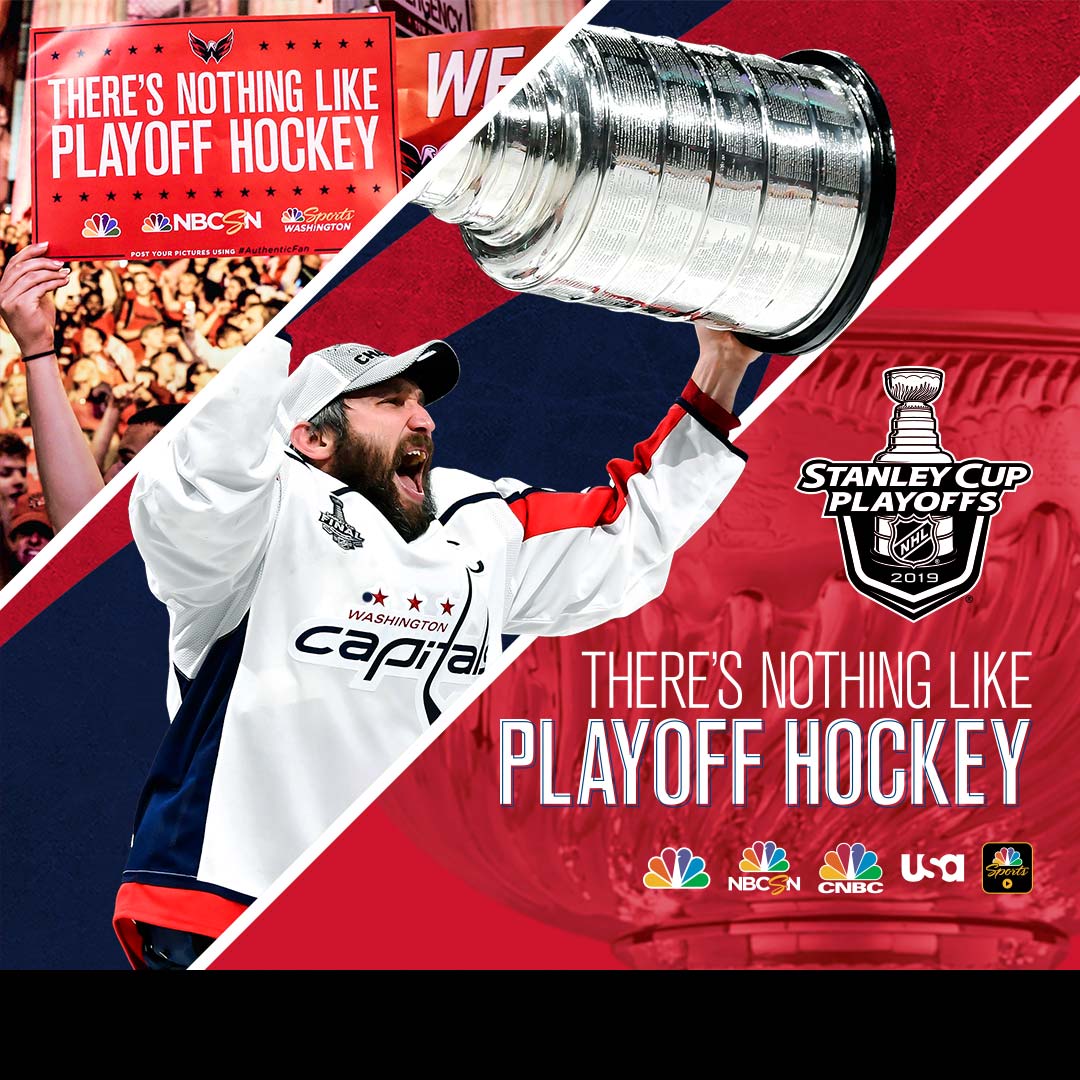 THERE'S NOTHING LIKE
PLAYOFF HOCKEY
NBCSN
Sports
WASHINGTON
POST YOUR PICTURES USING #AuthenticFan
WE
FINAL
WASHINGTON
capitals
STANLEY CUP
PLAYOFFS
NHL
2019
THERE'S NOTHING LIKE
PLAYOFF HOCKEY
NBCSN
CNBC
usa
Sports